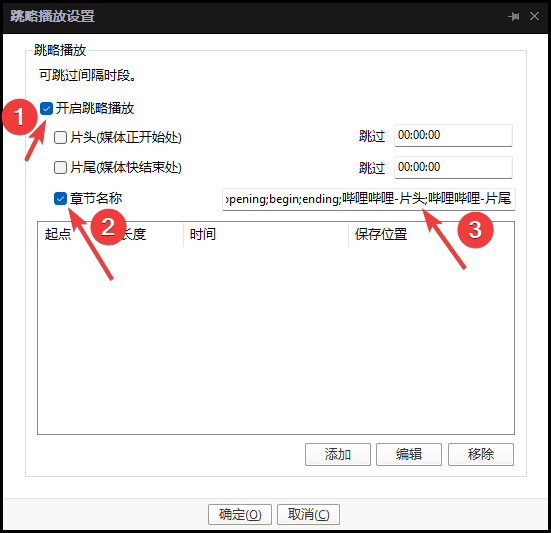 跳略播放设置
跳略播放
可跳过间隔时段。
1 开启跳略播放
片头(媒体正开始处) 跳过 00:00:00
片尾(媒体快结束处) 跳过 00:00:00
章节名称 pening;begin;ending;哔哩哔哩-片头;哔哩哔哩-片尾
2 3
起点 长度 时间 保存位置
添加 编辑 移除
确定(O) 取消(C)